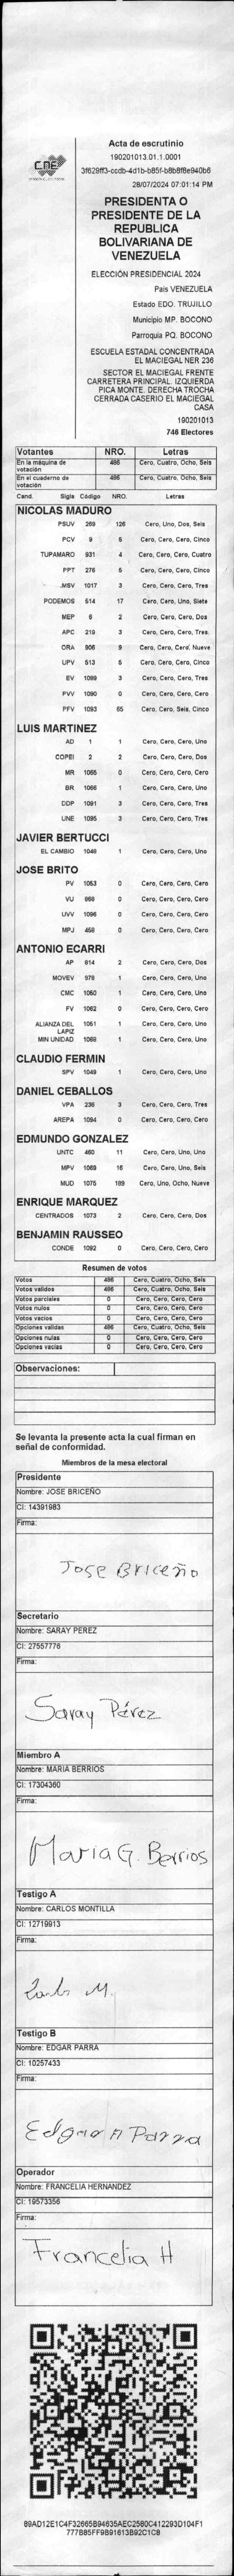 CNE
Acta de escrutinio
190201013.01.1.0001
3f629ff3-ccdb-4d1b-b85f-b8b8f8e940b6
28/07/2024 07:01:14 PM
PRESIDENTA O
PRESIDENTE DE LA
REPUBLICA
BOLIVARIANA DE
VENEZUELA
ELECCIÓN PRESIDENCIAL 2024
País VENEZUELA
Estado EDO. TRUJILLO
Municipio MP. BOCONO
Parroquia PQ. BOCONO
ESCUELA ESTADAL CONCENTRADA
EL MACIEGAL NER 236
SECTOR EL MACIEGAL FRENTE
CARRETERA PRINCIPAL. IZQUIERDA
PICA MONTE. DERECHA TROCHA
CERRADA CASERIO EL MACIEGAL
CASA
190201013
746 Electores
Votantes NRO. Letras
En la máquina de votación 486 Cero, Cuatro, Ocho, Seis
En el cuaderno de votación 486 Cero, Cuatro, Ocho, Seis
Cand. Sigla Código NRO. Letras
NICOLAS MADURO
PSUV 269 126 Cero, Uno, Dos, Seis
PCV 9 5 Cero, Cero, Cero, Cinco
TUPAMARO 931 4 Cero, Cero, Cero, Cuatro
PPT 276 5 Cero, Cero, Cero, Cinco
.MSV 1017 3 Cero, Cero, Cero, Tres
PODEMOS 514 17 Cero, Cero, Uno, Siete
MEP 6 2 Cero, Cero, Cero, Dos
APC 219 3 Cero, Cero, Cero, Tres
ORA 906 9 Cero, Cero, Cero, Nueve
UPV 513 5 Cero, Cero, Cero, Cinco
EV 1089 3 Cero, Cero, Cero, Tres
PVV 1090 0 Cero, Cero, Cero, Cero
PFV 1093 65 Cero, Cero, Seis, Cinco
LUIS MARTINEZ
AD 1 1 Cero, Cero, Cero, Uno
COPEI 2 2 Cero, Cero, Cero, Dos
MR 1065 0 Cero, Cero, Cero, Cero
BR 1066 1 Cero, Cero, Cero, Uno
DDP 1091 3 Cero, Cero, Cero, Tres
UNE 1095 3 Cero, Cero, Cero, Tres
JAVIER BERTUCCI
EL CAMBIO 1048 1 Cero, Cero, Cero, Uno
JOSE BRITO
PV 1053 0 Cero, Cero, Cero, Cero
VU 968 0 Cero, Cero, Cero, Cero
UVV 1096 0 Cero, Cero, Cero, Cero
MPJ 458 0 Cero, Cero, Cero, Cero
ANTONIO ECARRI
AP 814 2 Cero, Cero, Cero, Dos
MOVEV 979 1 Cero, Cero, Cero, Uno
CMC 1050 1 Cero, Cero, Cero, Uno
FV 1062 0 Cero, Cero, Cero, Cero
ALIANZA DEL LAPIZ 1051 1 Cero, Cero, Cero, Uno
MIN UNIDAD 1068 1 Cero, Cero, Cero, Uno
CLAUDIO FERMIN
SPV 1049 1 Cero, Cero, Cero, Uno
DANIEL CEBALLOS
VPA 236 3 Cero, Cero, Cero, Tres
AREPA 1094 0 Cero, Cero, Cero, Cero
EDMUNDO GONZALEZ
UNTC 460 11 Cero, Cero, Uno, Uno
MPV 1069 16 Cero, Cero, Uno, Seis
MUD 1075 189 Cero, Uno, Ocho, Nueve
ENRIQUE MARQUEZ
CENTRADOS 1073 2 Cero, Cero, Cero, Dos
BENJAMIN RAUSSEO
CONDE 1092 0 Cero, Cero, Cero, Cero
Resumen de votos
Votos 486 Cero, Cuatro, Ocho, Seis
Votos validos 486 Cero, Cuatro, Ocho, Seis
Votos parciales 0 Cero, Cero, Cero, Cero
Votos nulos 0 Cero, Cero, Cero, Cero
Votos vacios 0 Cero, Cero, Cero, Cero
Opciones validas 486 Cero, Cuatro, Ocho, Seis
Opciones nulas 0 Cero, Cero, Cero, Cero
Opciones vacias 0 Cero, Cero, Cero, Cero
Observaciones:
Se levanta la presente acta la cual firman en
señal de conformidad.
Miembros de la mesa electoral
Presidente
Nombre: JOSE BRICEÑO
CI: 14391983
Firma:
Jose Briceño
Secretario
Nombre: SARAY PEREZ
CI: 27557776
Firma:
Saray Pérez
Miembro A
Nombre: MARIA BERRIOS
CI: 17304360
Firma:
Maria G. Berrios
Testigo A
Nombre: CARLOS MONTILLA
CI: 12719913
Firma:
Carlos M.
Testigo B
Nombre: EDGAR PARRA
CI: 10257433
Firma:
Edgar A Parra
Operador
Nombre: FRANCELIA HERNANDEZ
CI: 19573356
Firma:
Francelia H
89AD12E1C4F32665B94635AEC2580C412293D104F1
777B85FF9B91613B92C1C8